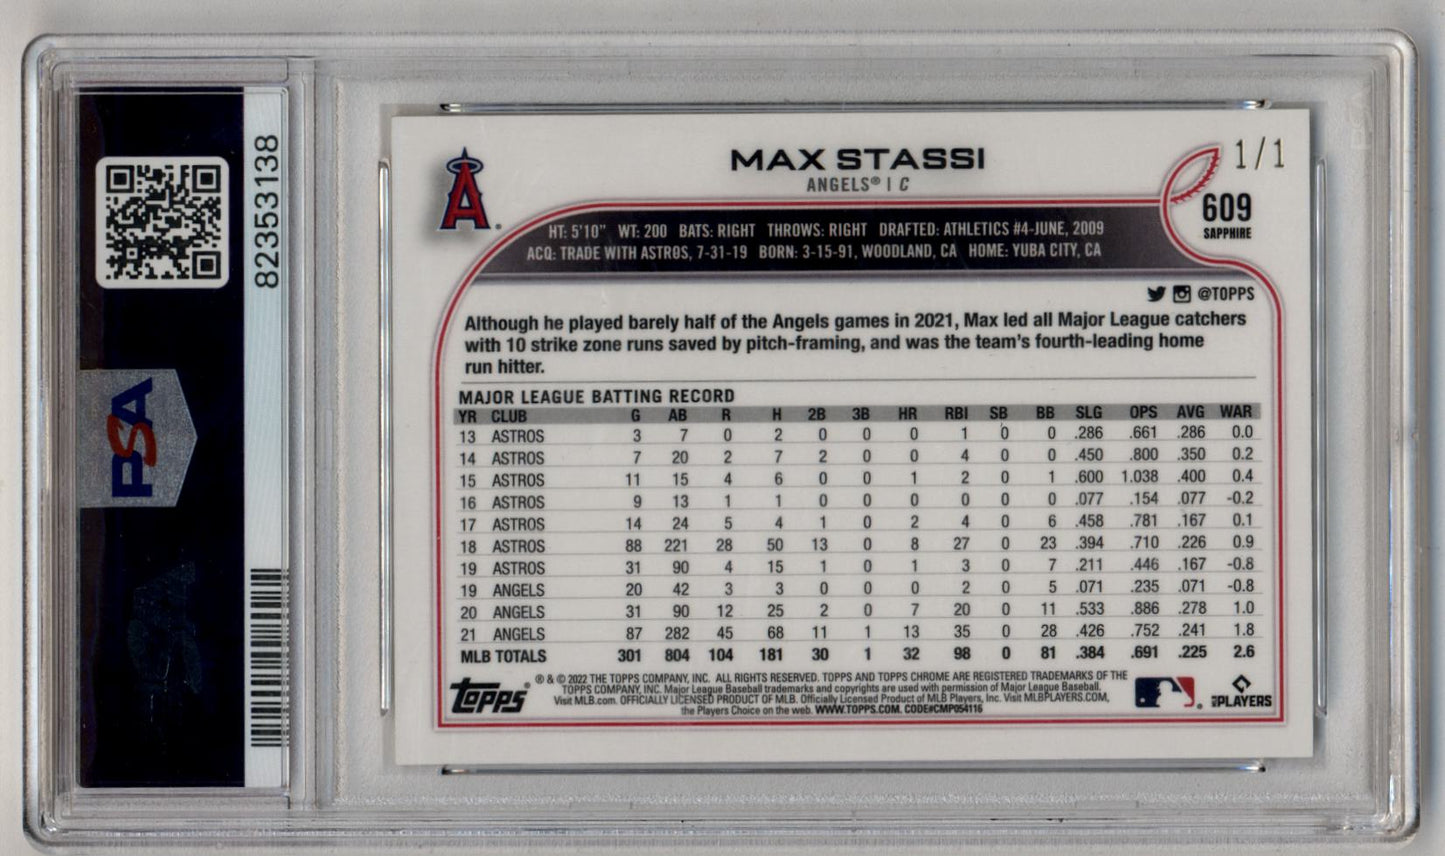 82353138
PSA
A
MAX STASSI
ANGELS® | C
1/1
609
SAPPHIRE
HT: 5'10" WT: 200 BATS: RIGHT THROWS: RIGHT DRAFTED: ATHLETICS #4-JUNE, 2009
ACQ: TRADE WITH ASTROS, 7-31-19 BORN: 3-15-91, WOODLAND, CA HOME: YUBA CITY, CA
@TOPPS
Although he played barely half of the Angels games in 2021, Max led all Major League catchers
with 10 strike zone runs saved by pitch-framing, and was the team's fourth-leading home
run hitter.
MAJOR LEAGUE BATTING RECORD
YR CLUB G AB R H 2B 3B HR RBI SB BB SLG OPS AVG WAR
13 ASTROS 3 7 0 2 0 0 0 1 0 0 .286 .661 .286 0.0
14 ASTROS 7 20 2 7 2 0 0 4 0 0 .450 .800 .350 0.2
15 ASTROS 11 15 4 6 0 0 1 2 0 1 .600 1.038 .400 0.4
16 ASTROS 9 13 1 1 0 0 0 0 0 0 .077 .154 .077 -0.2
17 ASTROS 14 24 5 4 1 0 2 4 0 6 .458 .781 .167 0.1
18 ASTROS 88 221 28 50 13 0 8 27 0 23 .394 .710 .226 0.9
19 ASTROS 31 90 4 15 1 0 1 3 0 7 .211 .446 .167 -0.8
19 ANGELS 20 42 3 3 0 0 0 2 0 5 .071 .235 .071 -0.8
20 ANGELS 31 90 12 25 2 0 7 20 0 11 .533 .886 .278 1.0
21 ANGELS 87 282 45 68 11 1 13 35 0 28 .426 .752 .241 1.8
MLB TOTALS 301 804 104 181 30 1 32 98 0 81 .384 .691 .225 2.6
TOPPS®
® & © 2022 THE TOPPS COMPANY, INC. ALL RIGHTS RESERVED. TOPPS AND TOPPS CHROME ARE REGISTERED TRADEMARKS OF THE
TOPPS COMPANY, INC. Major League Baseball trademarks and copyrights are used with permission of Major League Baseball.
Visit MLB.com. OFFICIALLY LICENSED PRODUCT OF MLB. Officially Licensed Product of MLB Players, Inc. Visit MLBPLAYERS.COM,
the Players Choice on the web. WWW.TOPPS.COM. CODE#CMP054116
PLAYERS